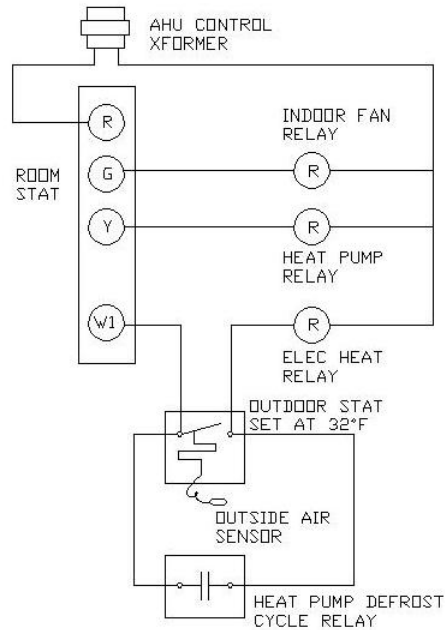 AHU CONTROL
XFORMER
R
INDOOR FAN
RELAY
ROOM
STAT
G
R
Y
R
HEAT PUMP
RELAY
W1
R
ELEC HEAT
RELAY
OUTDOOR STAT
SET AT 32°F
OUTSIDE AIR
SENSOR
HEAT PUMP DEFROST
CYCLE RELAY